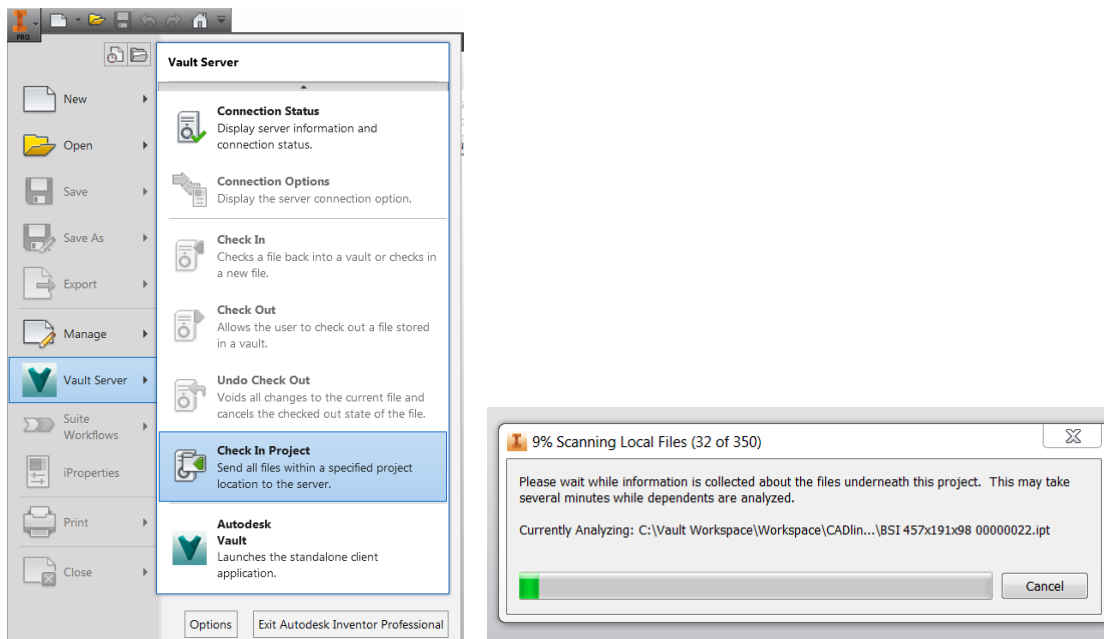 PRO
Vault Server
New
Open
Save
Save As
Export
Manage
Vault Server
Suite
Workflows
iProperties
Print
Close
Connection Status
Display server information and
connection status.
Connection Options
Display the server connection option.
Check In
Checks a file back into a vault or checks in
a new file.
Check Out
Allows the user to check out a file stored
in a vault.
Undo Check Out
Voids all changes to the current file and
cancels the checked out state of the file.
Check In Project
Send all files within a specified project
location to the server.
Autodesk
Vault
Launches the standalone client
application.
Options
Exit Autodesk Inventor Professional
9% Scanning Local Files (32 of 350)
Please wait while information is collected about the files underneath this project. This may take
several minutes while dependents are analyzed.
Currently Analyzing: C:\Vault Workspace\Workspace\CADlin...\BSI 457x191x98 00000022.ipt
Cancel